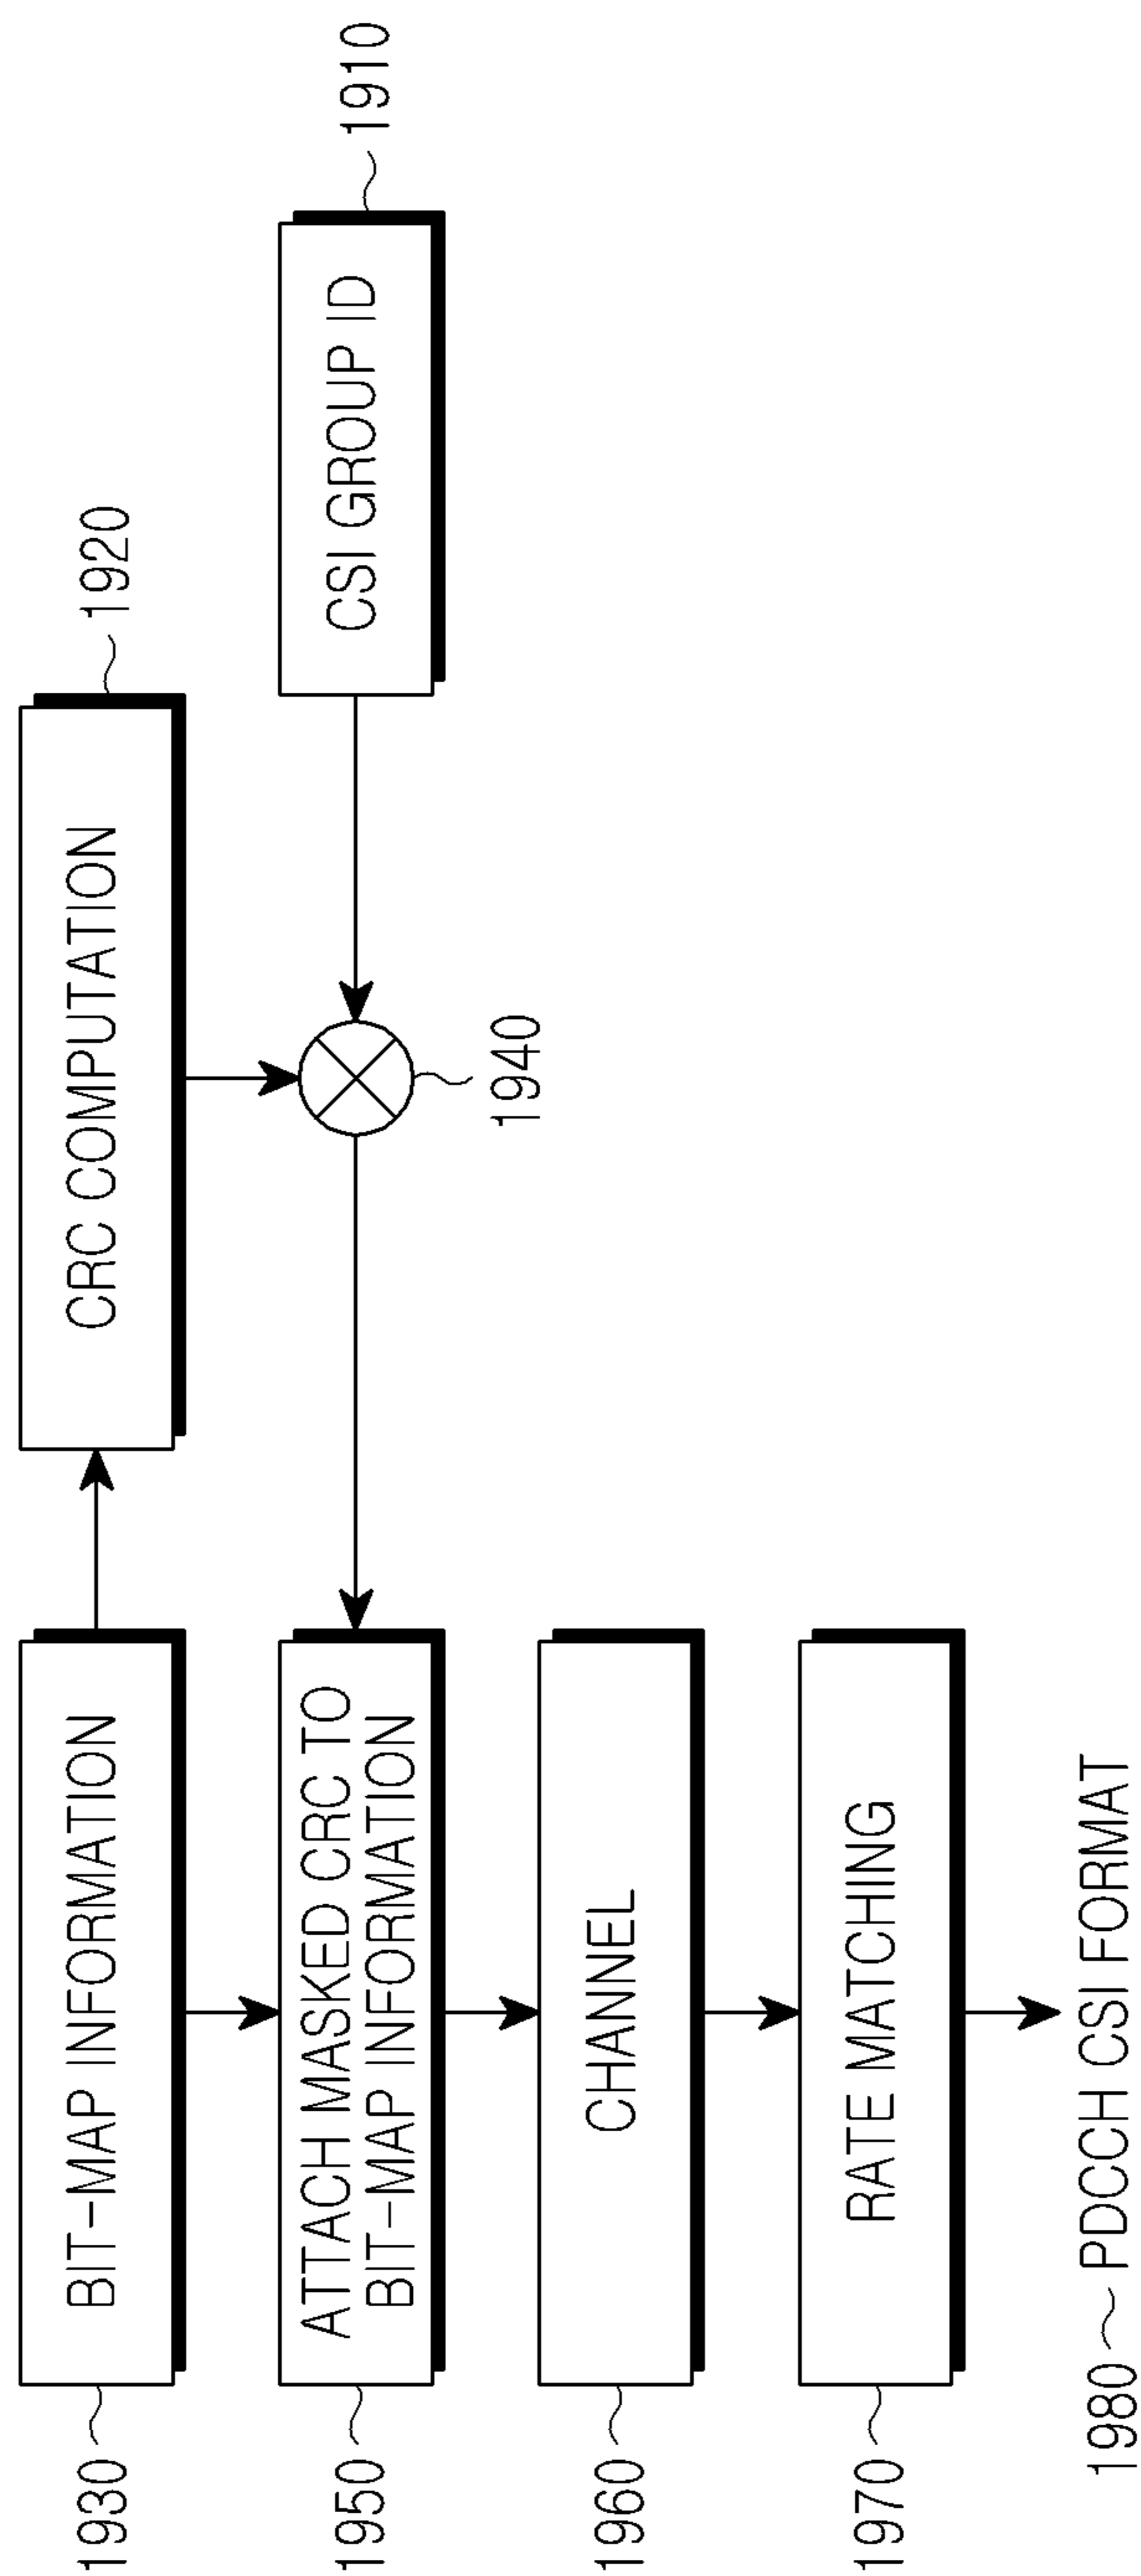 1930
BIT-MAP INFORMATION
CRC COMPUTATION
1920
1950
ATTACH MASKED CRC TO
BIT-MAP INFORMATION
1940
CSI GROUP ID
1910
1960
CHANNEL
1970
RATE MATCHING
1980
PDCCH CSI FORMAT